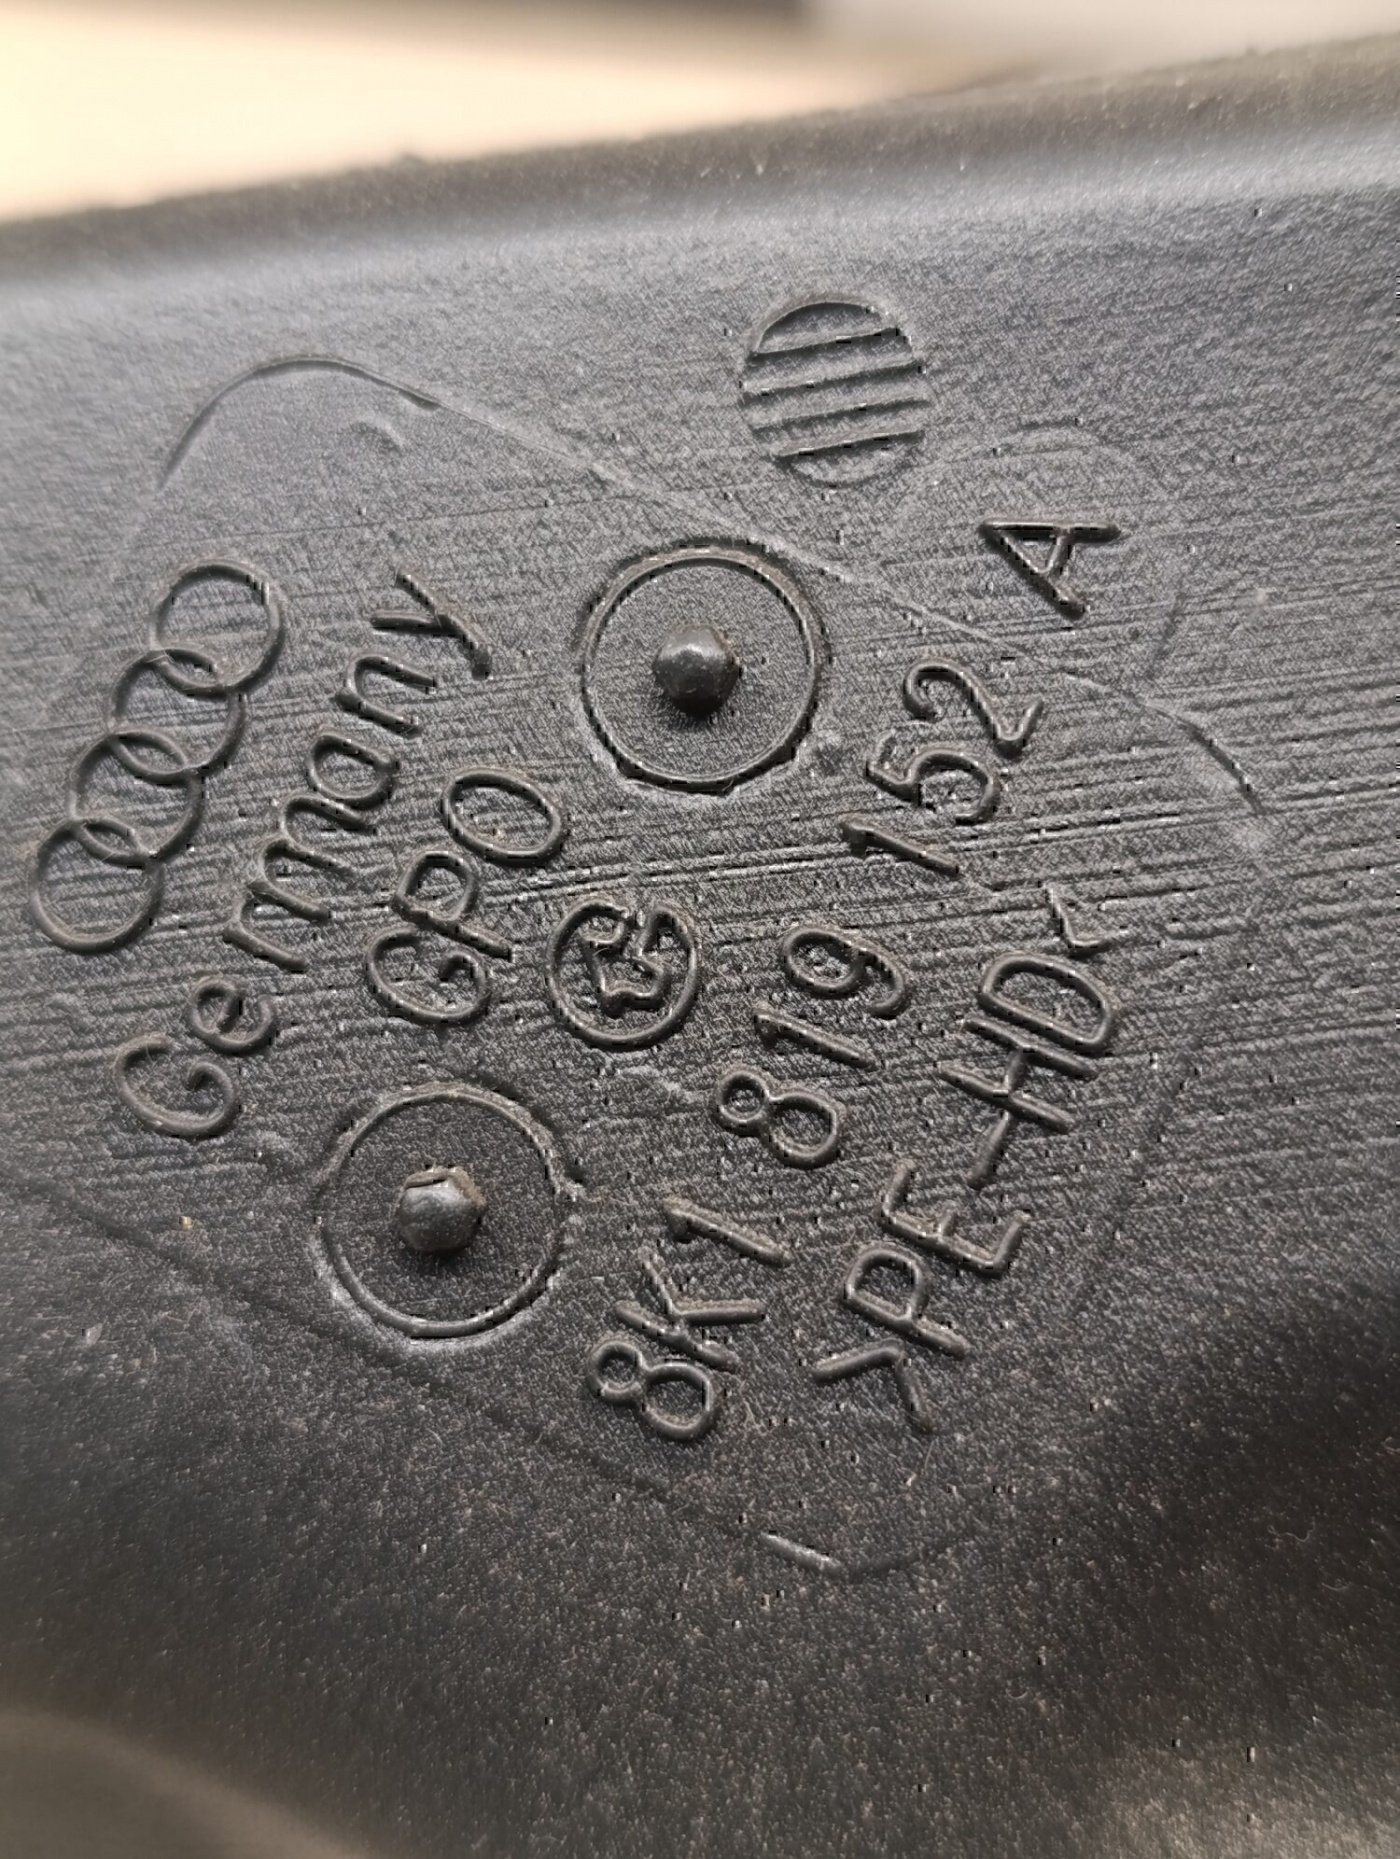 Germany
GPO
8K1 819 152 A
>PE-HD<